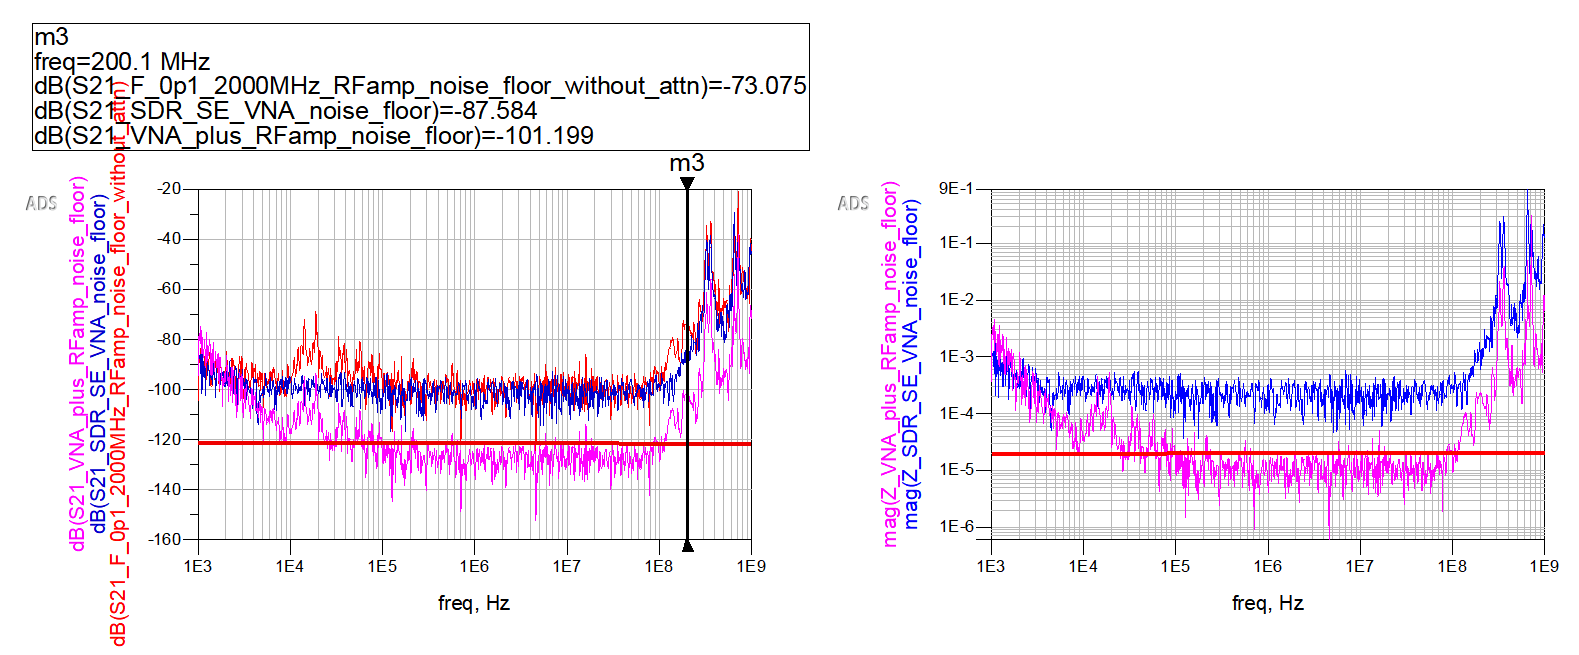 m3
freq=200.1 MHz
dB(S21_F_0p1_2000MHz_RFamp_noise_floor_without_attn)=-73.075
dB(S21_SDR_SE_VNA_noise_floor)=-87.584
dB(S21_VNA_plus_RFamp_noise_floor)=-101.199
m3
ADS
dB(S21_VNA_plus_RFamp_noise_floor)
dB(S21_SDR_SE_VNA_noise_floor)
dB(S21_F_0p1_2000MHz_RFamp_noise_floor_without_attn)
-20
-40
-60
-80
-100
-120
-140
-160
1E3 1E4 1E5 1E6 1E7 1E8 1E9
freq, Hz
ADS
mag(Z_VNA_plus_RFamp_noise_floor)
mag(Z_SDR_SE_VNA_noise_floor)
9E-1
1E-1
1E-2
1E-3
1E-4
1E-5
1E-6
1E3 1E4 1E5 1E6 1E7 1E8 1E9
freq, Hz